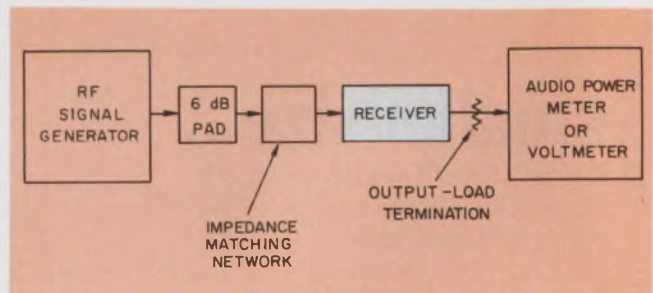 RF
SIGNAL
GENERATOR
6 dB
PAD
IMPEDANCE
MATCHING
NETWORK
RECEIVER
OUTPUT-LOAD
TERMINATION
AUDIO POWER
METER
OR
VOLTMETER